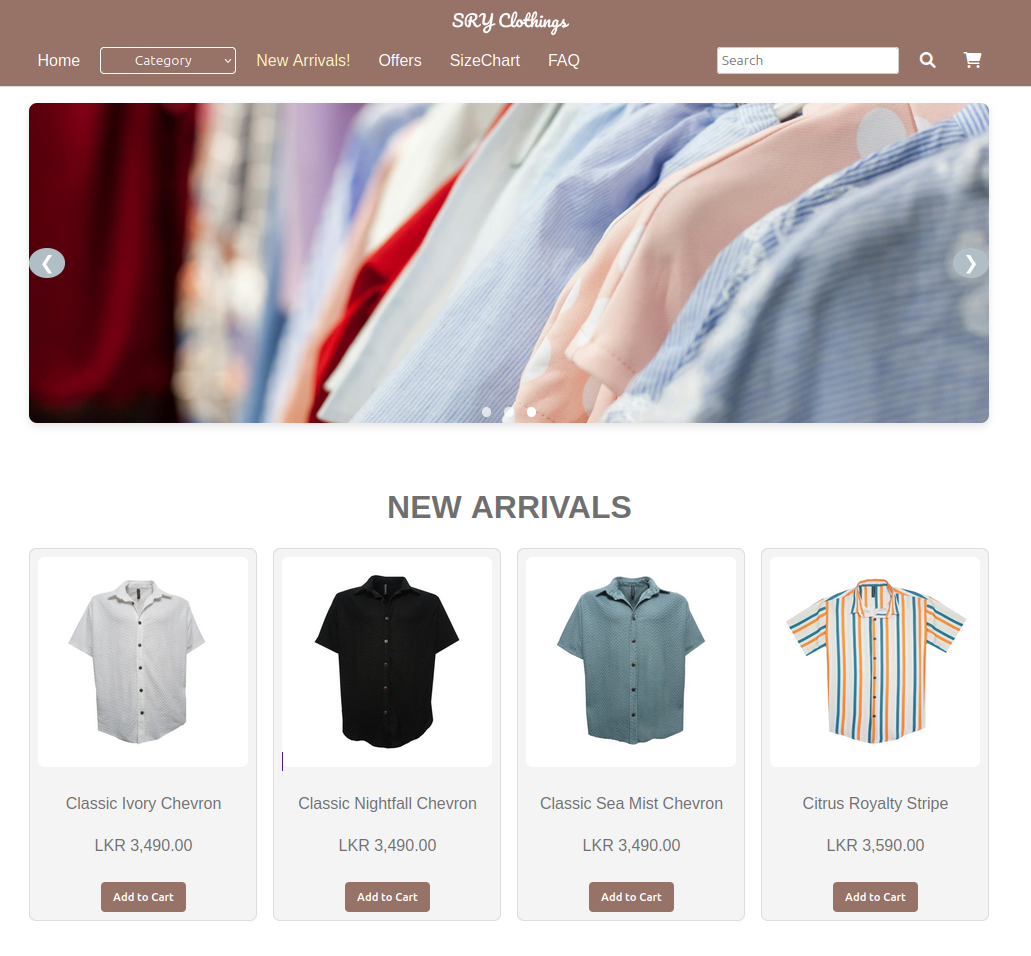 SRY Clothings
Home Category New Arrivals! Offers SizeChart FAQ Search
NEW ARRIVALS
Classic Ivory Chevron Classic Nightfall Chevron Classic Sea Mist Chevron Citrus Royalty Stripe
LKR 3,490.00 LKR 3,490.00 LKR 3,490.00 LKR 3,590.00
Add to Cart Add to Cart Add to Cart Add to Cart